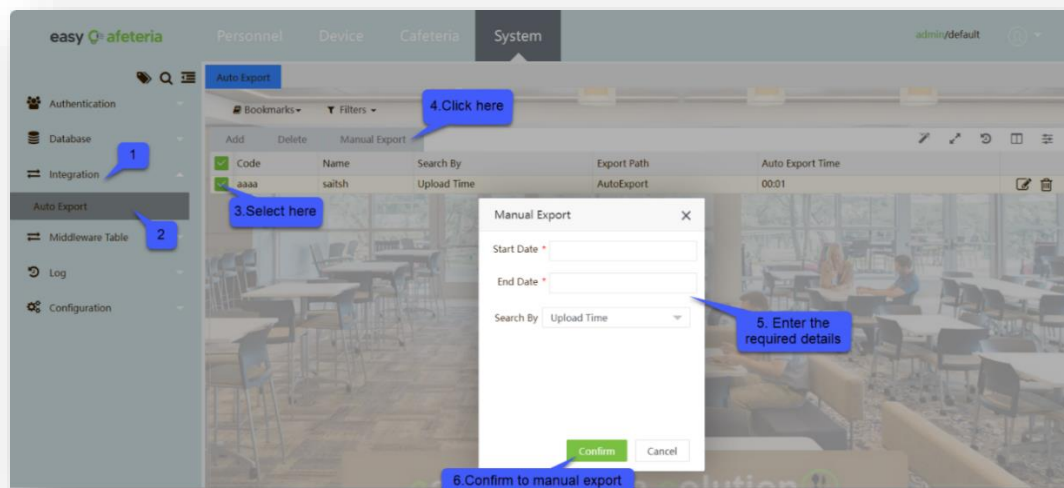 easy Cafeteria
Personnel
Device
Cafeteria
System
admin/default
Auto Export
Authentication
Bookmarks
Filters
4.Click here
Database
Add
Delete
Manual Export
1
Code
Name
Search By
Export Path
Auto Export Time
Integration
aaaa
saitsh
Upload Time
AutoExport
00:01
Auto Export
3.Select here
Manual Export
Middleware Table
2
Start Date *
Log
End Date *
Configuration
Search By
Upload Time
5. Enter the
required details
Confirm
Cancel
6.Confirm to manual export